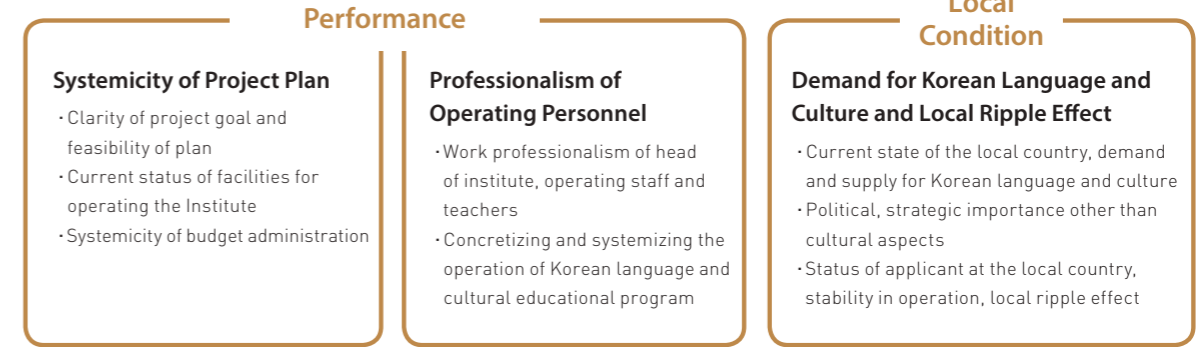 Performance
Systemicity of Project Plan
· Clarity of project goal and
feasibility of plan
· Current status of facilities for
operating the Institute
· Systemicity of budget administration
Professionalism of
Operating Personnel
· Work professionalism of head
of institute, operating staff and
teachers
· Concretizing and systemizing the
operation of Korean language and
cultural educational program
Local
Condition
Demand for Korean Language and
Culture and Local Ripple Effect
· Current state of the local country, demand
and supply for Korean language and culture
· Political, strategic importance other than
cultural aspects
· Status of applicant at the local country,
stability in operation, local ripple effect